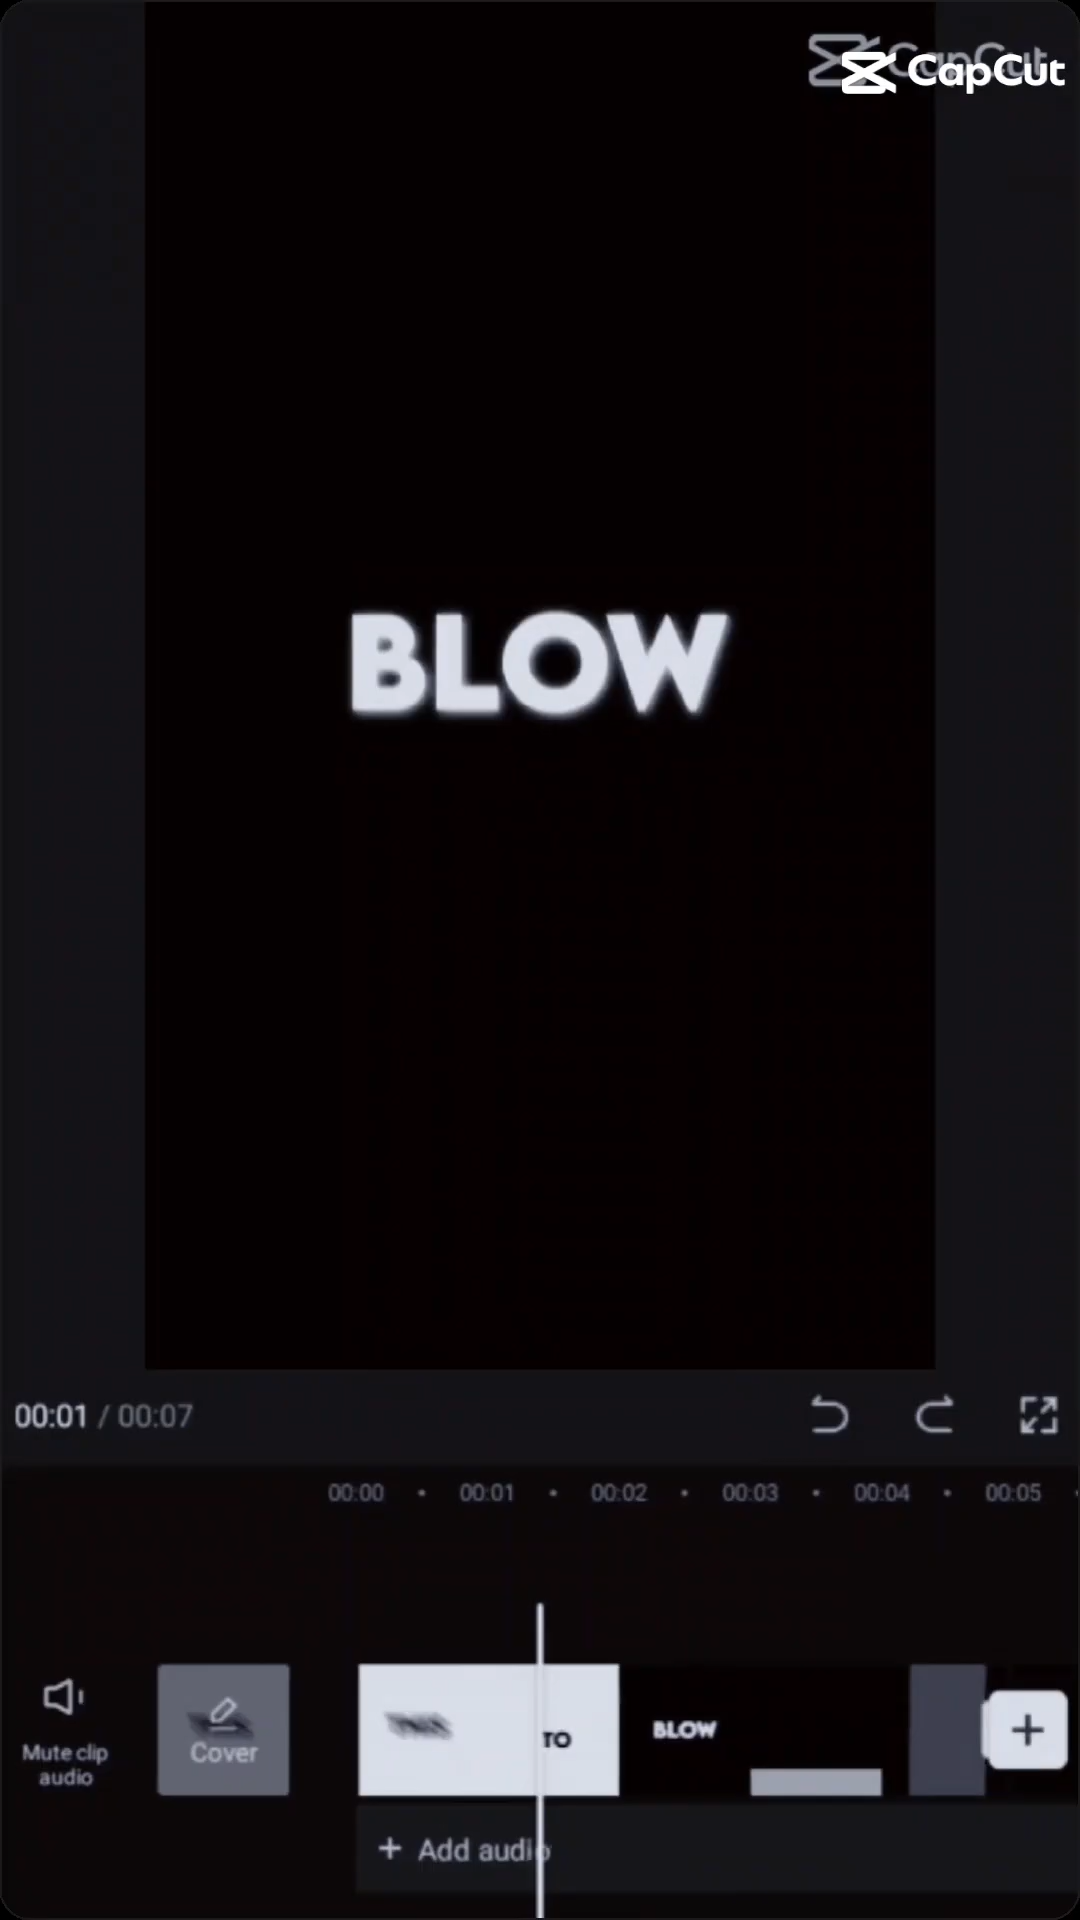 CapCut
CapCut
BLOW
00:01 / 00:07
00:00 00:01 00:02 00:03 00:04 00:05
Mute clip
audio
Cover
TO
BLOW
+ Add audio